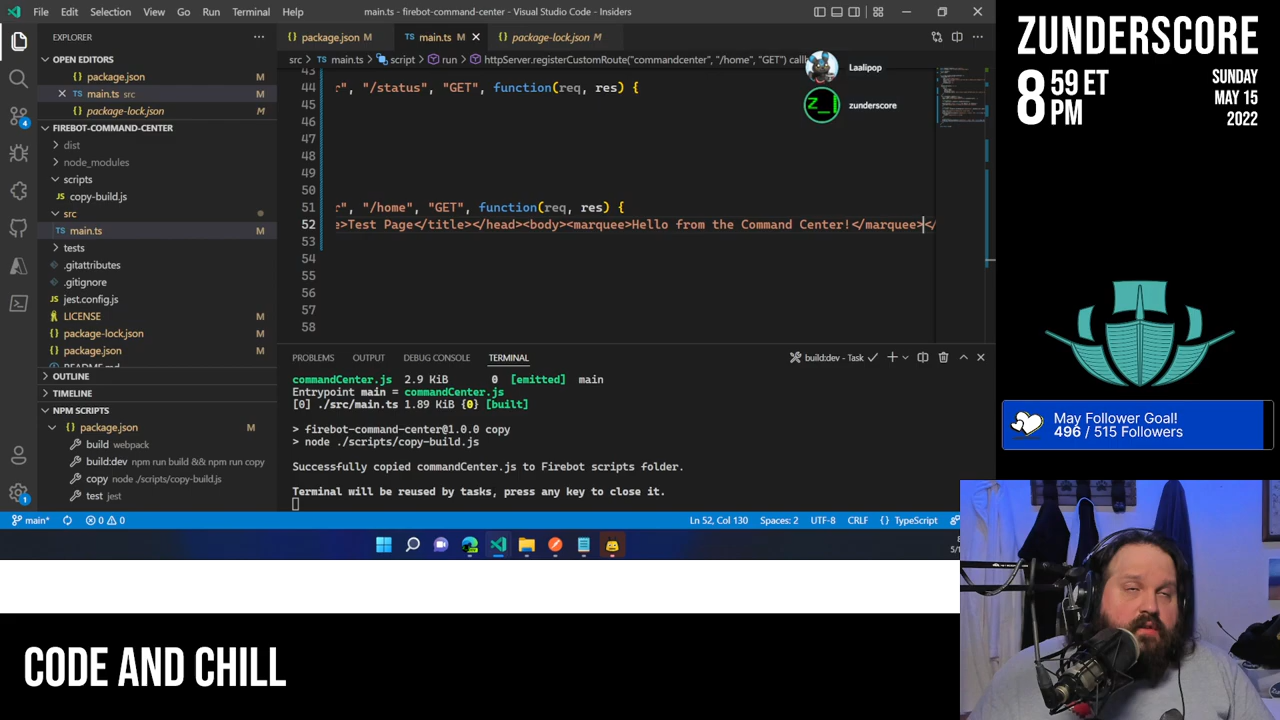 File Edit Selection View Go Run Terminal Help
main.ts - firebot-command-center - Visual Studio Code - Insiders
EXPLORER
OPEN EDITORS
package.json M
main.ts src M
package-lock.json M
FIREBOT-COMMAND-CENTER
dist
node_modules
scripts
copy-build.js
src
main.ts M
tests
.gitattributes
.gitignore
jest.config.js
LICENSE M
package-lock.json M
package.json M
OUTLINE
TIMELINE
NPM SCRIPTS
package.json M
build webpack
build:dev npm run build && npm run copy
copy node ./scripts/copy-build.js
test jest
package.json M
main.ts M
package-lock.json M
src > main.ts > script > run > httpServer.registerCustomRoute("commandcenter", "/home", "GET") callb
Laalipop
zunderscore
43
44 r", "/status", "GET", function(req, res) {
45
46
47
48
49
50
51 r", "/home", "GET", function(req, res) {
52 e>Test Page</title></head><body><marquee>Hello from the Command Center!</marquee></
53
54
55
56
57
58
PROBLEMS OUTPUT DEBUG CONSOLE TERMINAL
build:dev - Task
commandCenter.js 2.9 KiB 0 [emitted] main
Entrypoint main = commandCenter.js
[0] ./src/main.ts 1.89 KiB {0} [built]
> firebot-command-center@1.0.0 copy
> node ./scripts/copy-build.js
Successfully copied commandCenter.js to Firebot scripts folder.
Terminal will be reused by tasks, press any key to close it.
main* 0 0
Ln 52, Col 130 Spaces: 2 UTF-8 CRLF {} TypeScript
ZUNDERSCORE
8 59 ET
PM
SUNDAY
MAY 15
2022
May Follower Goal!
496 / 515 Followers
CODE AND CHILL